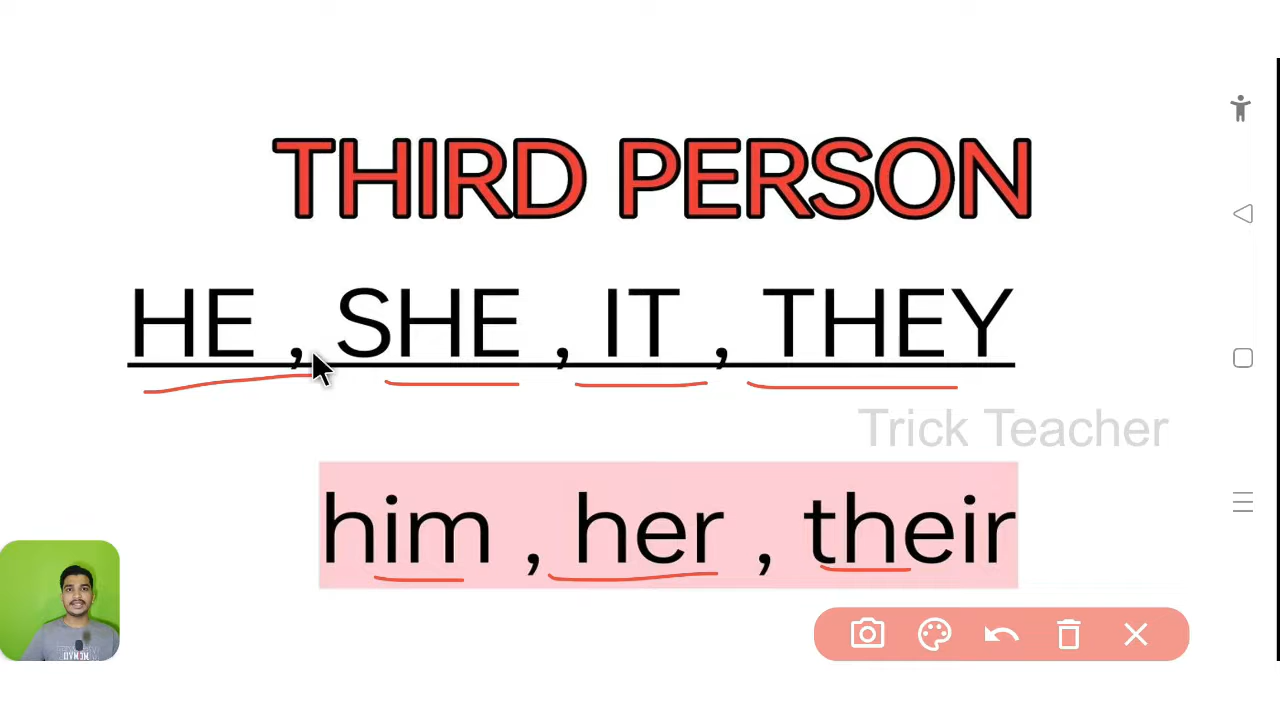 THIRD PERSON
HE , SHE , IT , THEY
Trick Teacher
him , her , their